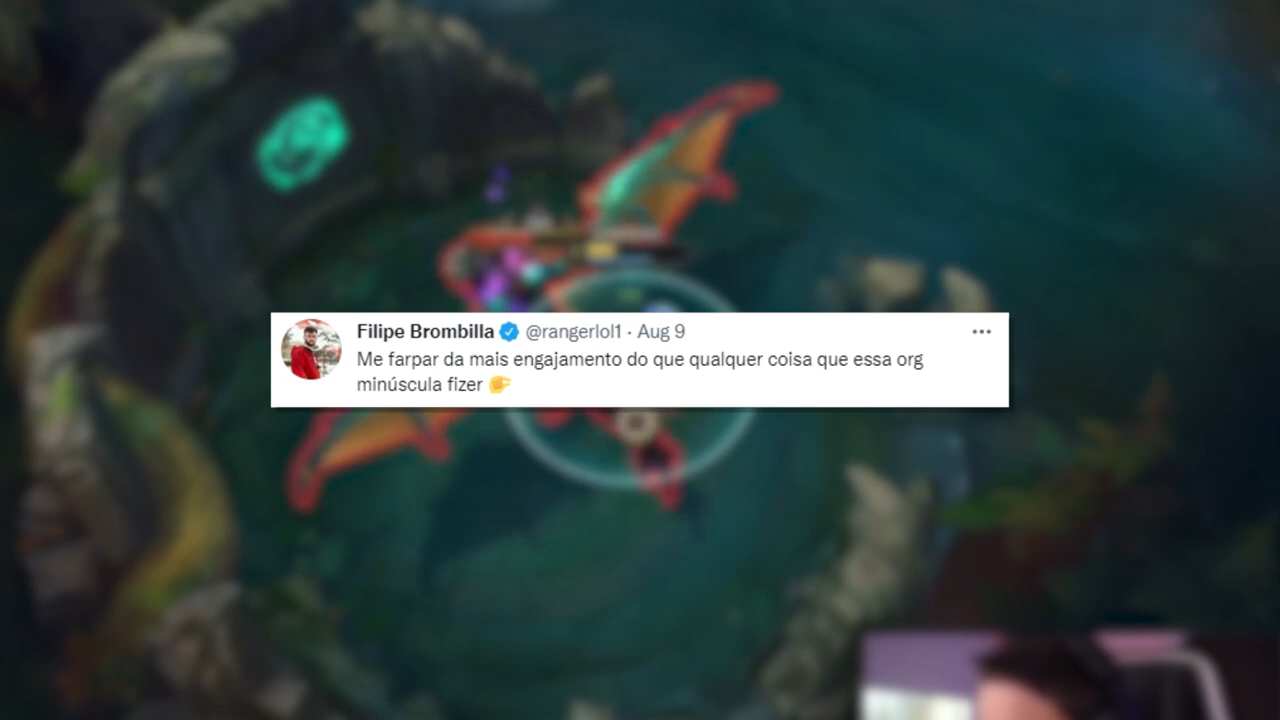 Filipe Brombilla @rangerlol1 · Aug 9
Me farpar da mais engajamento do que qualquer coisa que essa org
minúscula fizer 🤏